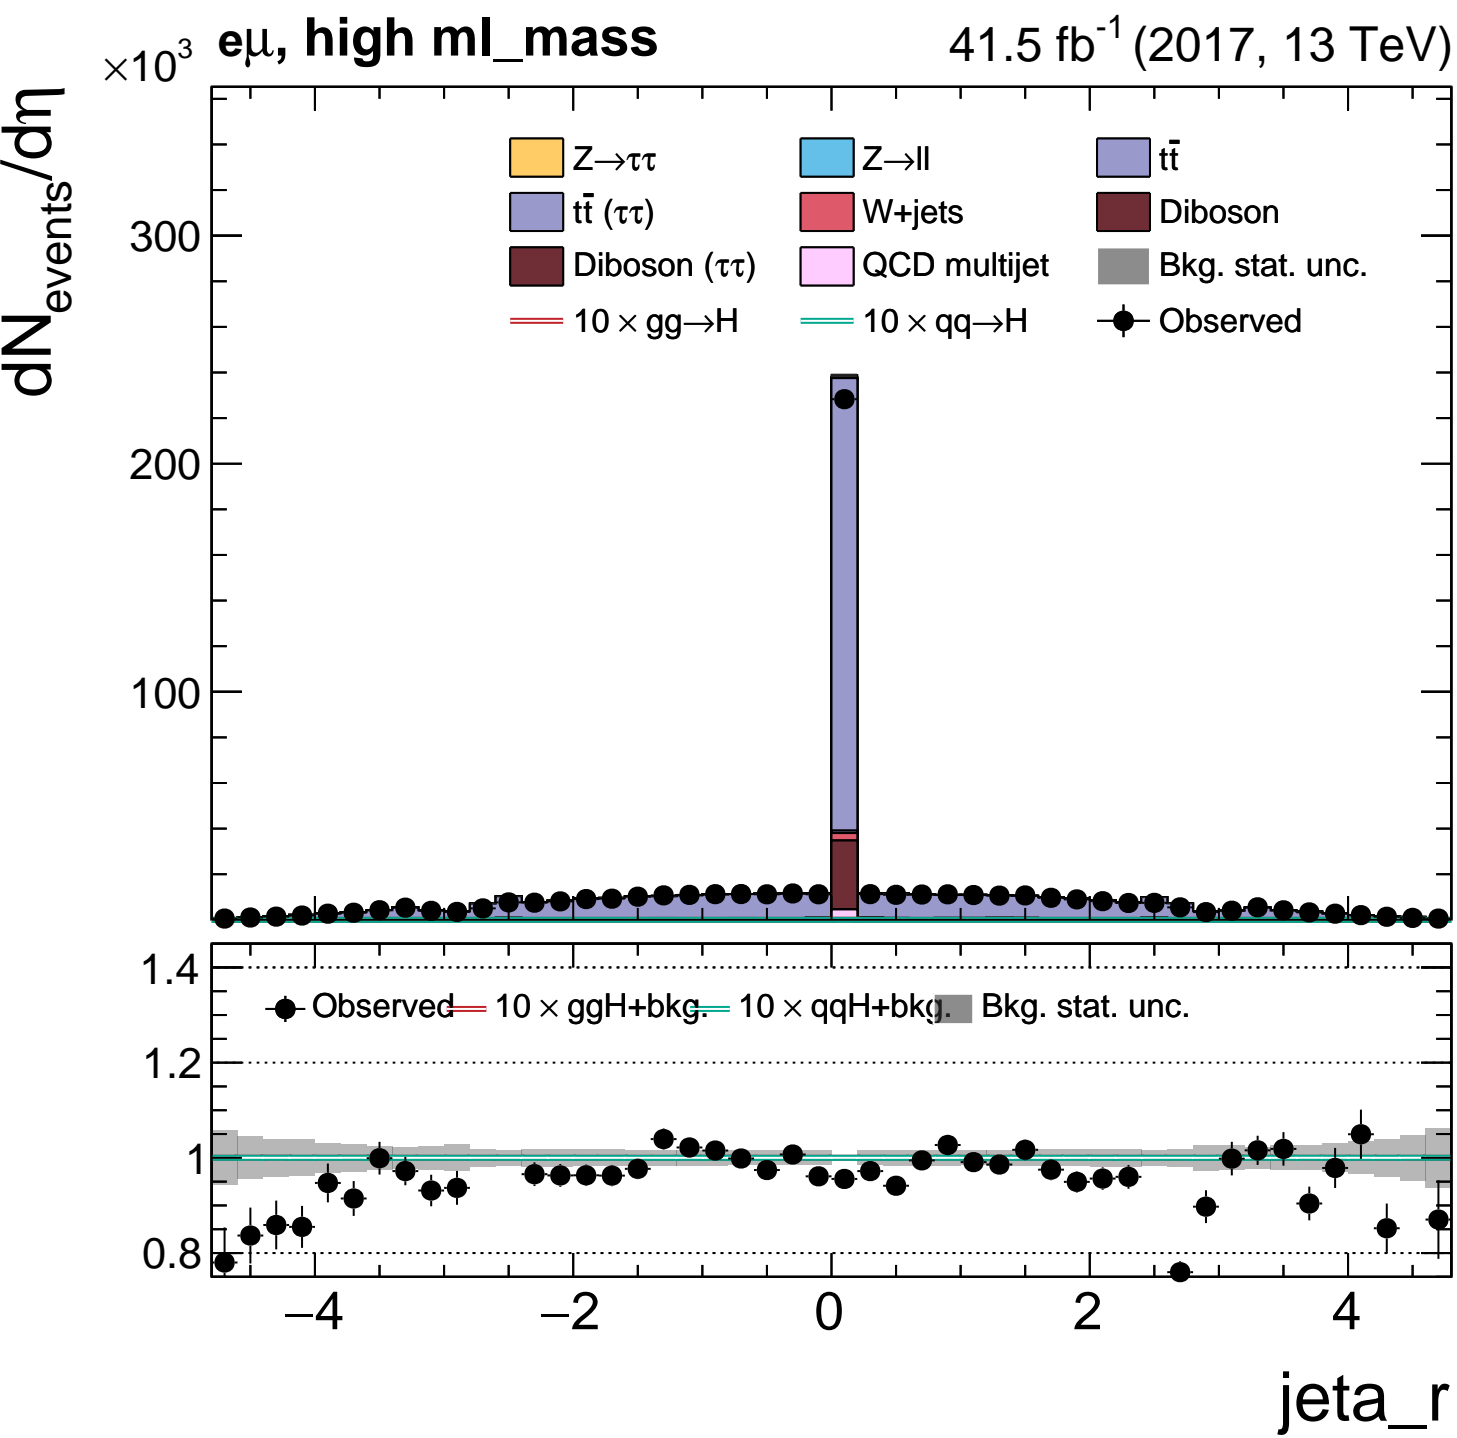 ×10³ eμ, high ml_mass 41.5 fb⁻¹ (2017, 13 TeV)
dN_events/dη
Z→ττ Z→ll tt̄
tt̄ (ττ) W+jets Diboson
Diboson (ττ) QCD multijet Bkg. stat. unc.
10 × gg→H 10 × qq→H Observed
300
200
100
1.4
Observed 10 × ggH+bkg. 10 × qqH+bkg. Bkg. stat. unc.
1.2
1
0.8
−4 −2 0 2 4
jeta_r